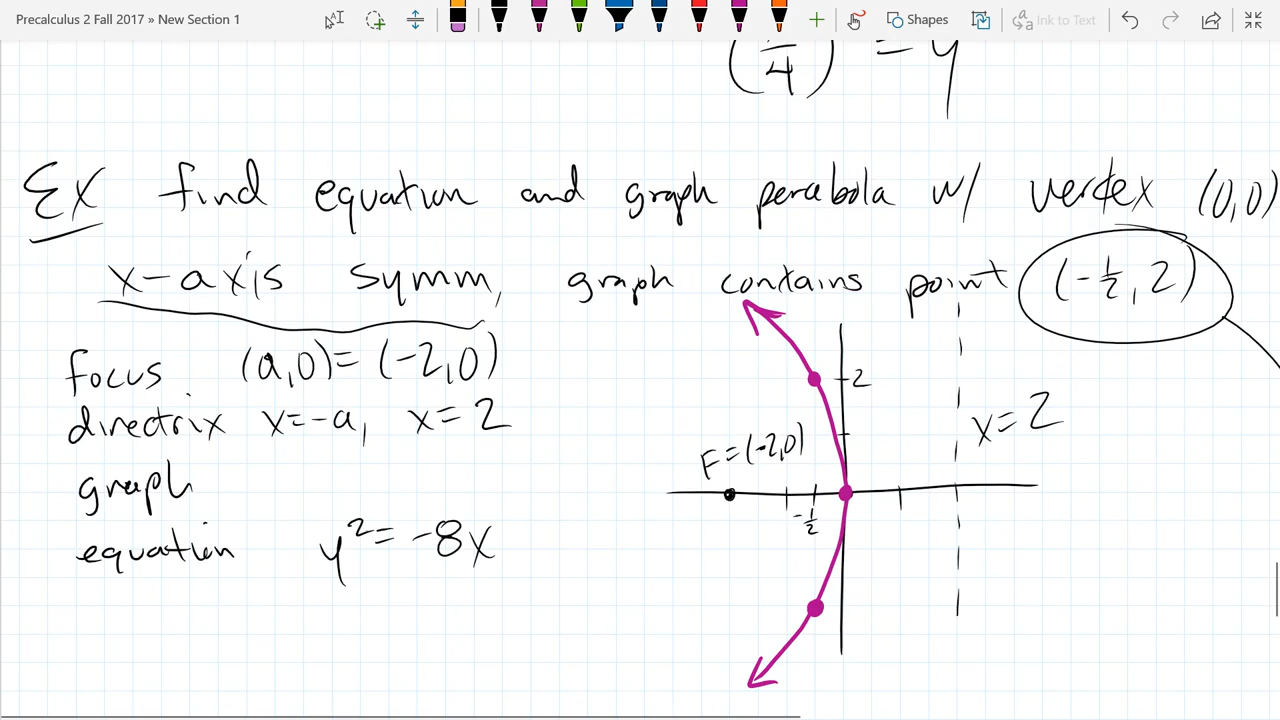 Precalculus 2 Fall 2017 » New Section 1
Shapes
Ink to Text
4 = y
Ex find equation and graph perabola w/ vertex (0,0)
x-axis symm, graph contains point (-1/2, 2)
focus (a,0) = (-2,0)
directrix x=-a, x=2
graph
equation y² = -8x
2
x=2
F=(-2,0)
-1/2